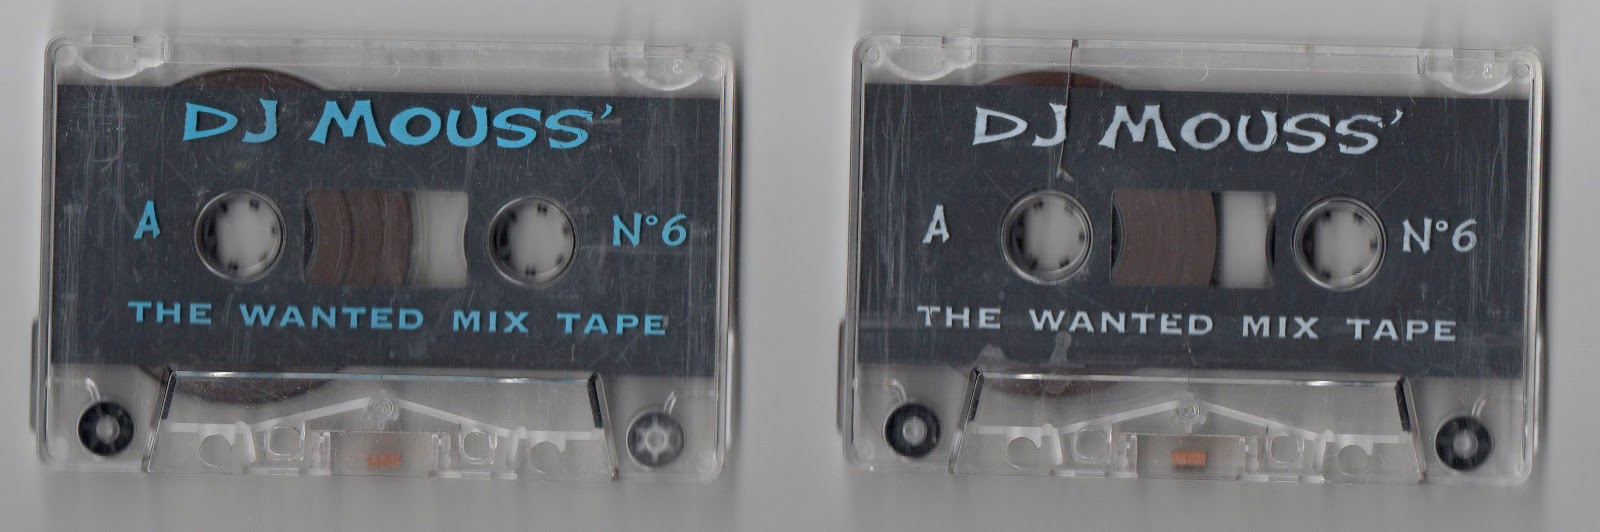 DJ MOUSS'
A N°6
THE WANTED MIX TAPE
DJ MOUSS'
A N°6
THE WANTED MIX TAPE